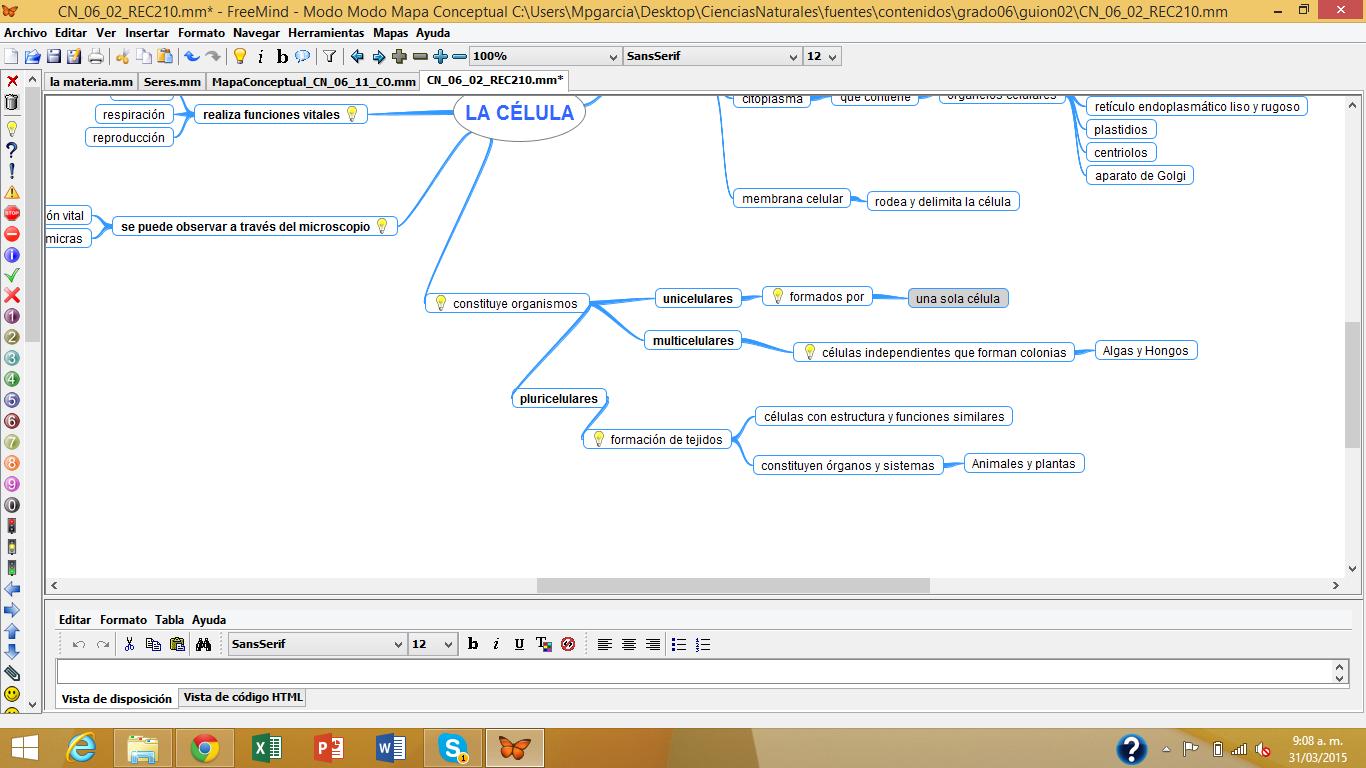 CN_06_02_REC210.mm* - FreeMind - Modo Modo Mapa Conceptual C:\Users\Mpgarcia\Desktop\CienciasNaturales\fuentes\contenidos\grado06\guion02\CN_06_02_REC210.mm
Archivo Editar Ver Insertar Formato Navegar Herramientas Mapas Ayuda
100% SansSerif 12
la materia.mm Seres.mm MapaConceptual_CN_06_11_CO.mm CN_06_02_REC210.mm*
LA CÉLULA
realiza funciones vitales
respiración
reproducción
se puede observar a través del microscopio
ón vital
micras
citoplasma
que contiene
organelos celulares
retículo endoplasmático liso y rugoso
plastidios
centriolos
aparato de Golgi
membrana celular
rodea y delimita la célula
constituye organismos
unicelulares
formados por
una sola célula
multicelulares
células independientes que forman colonias
Algas y Hongos
pluricelulares
formación de tejidos
células con estructura y funciones similares
constituyen órganos y sistemas
Animales y plantas
Editar Formato Tabla Ayuda
SansSerif 12
Vista de disposición Vista de código HTML
9:08 a. m.
31/03/2015